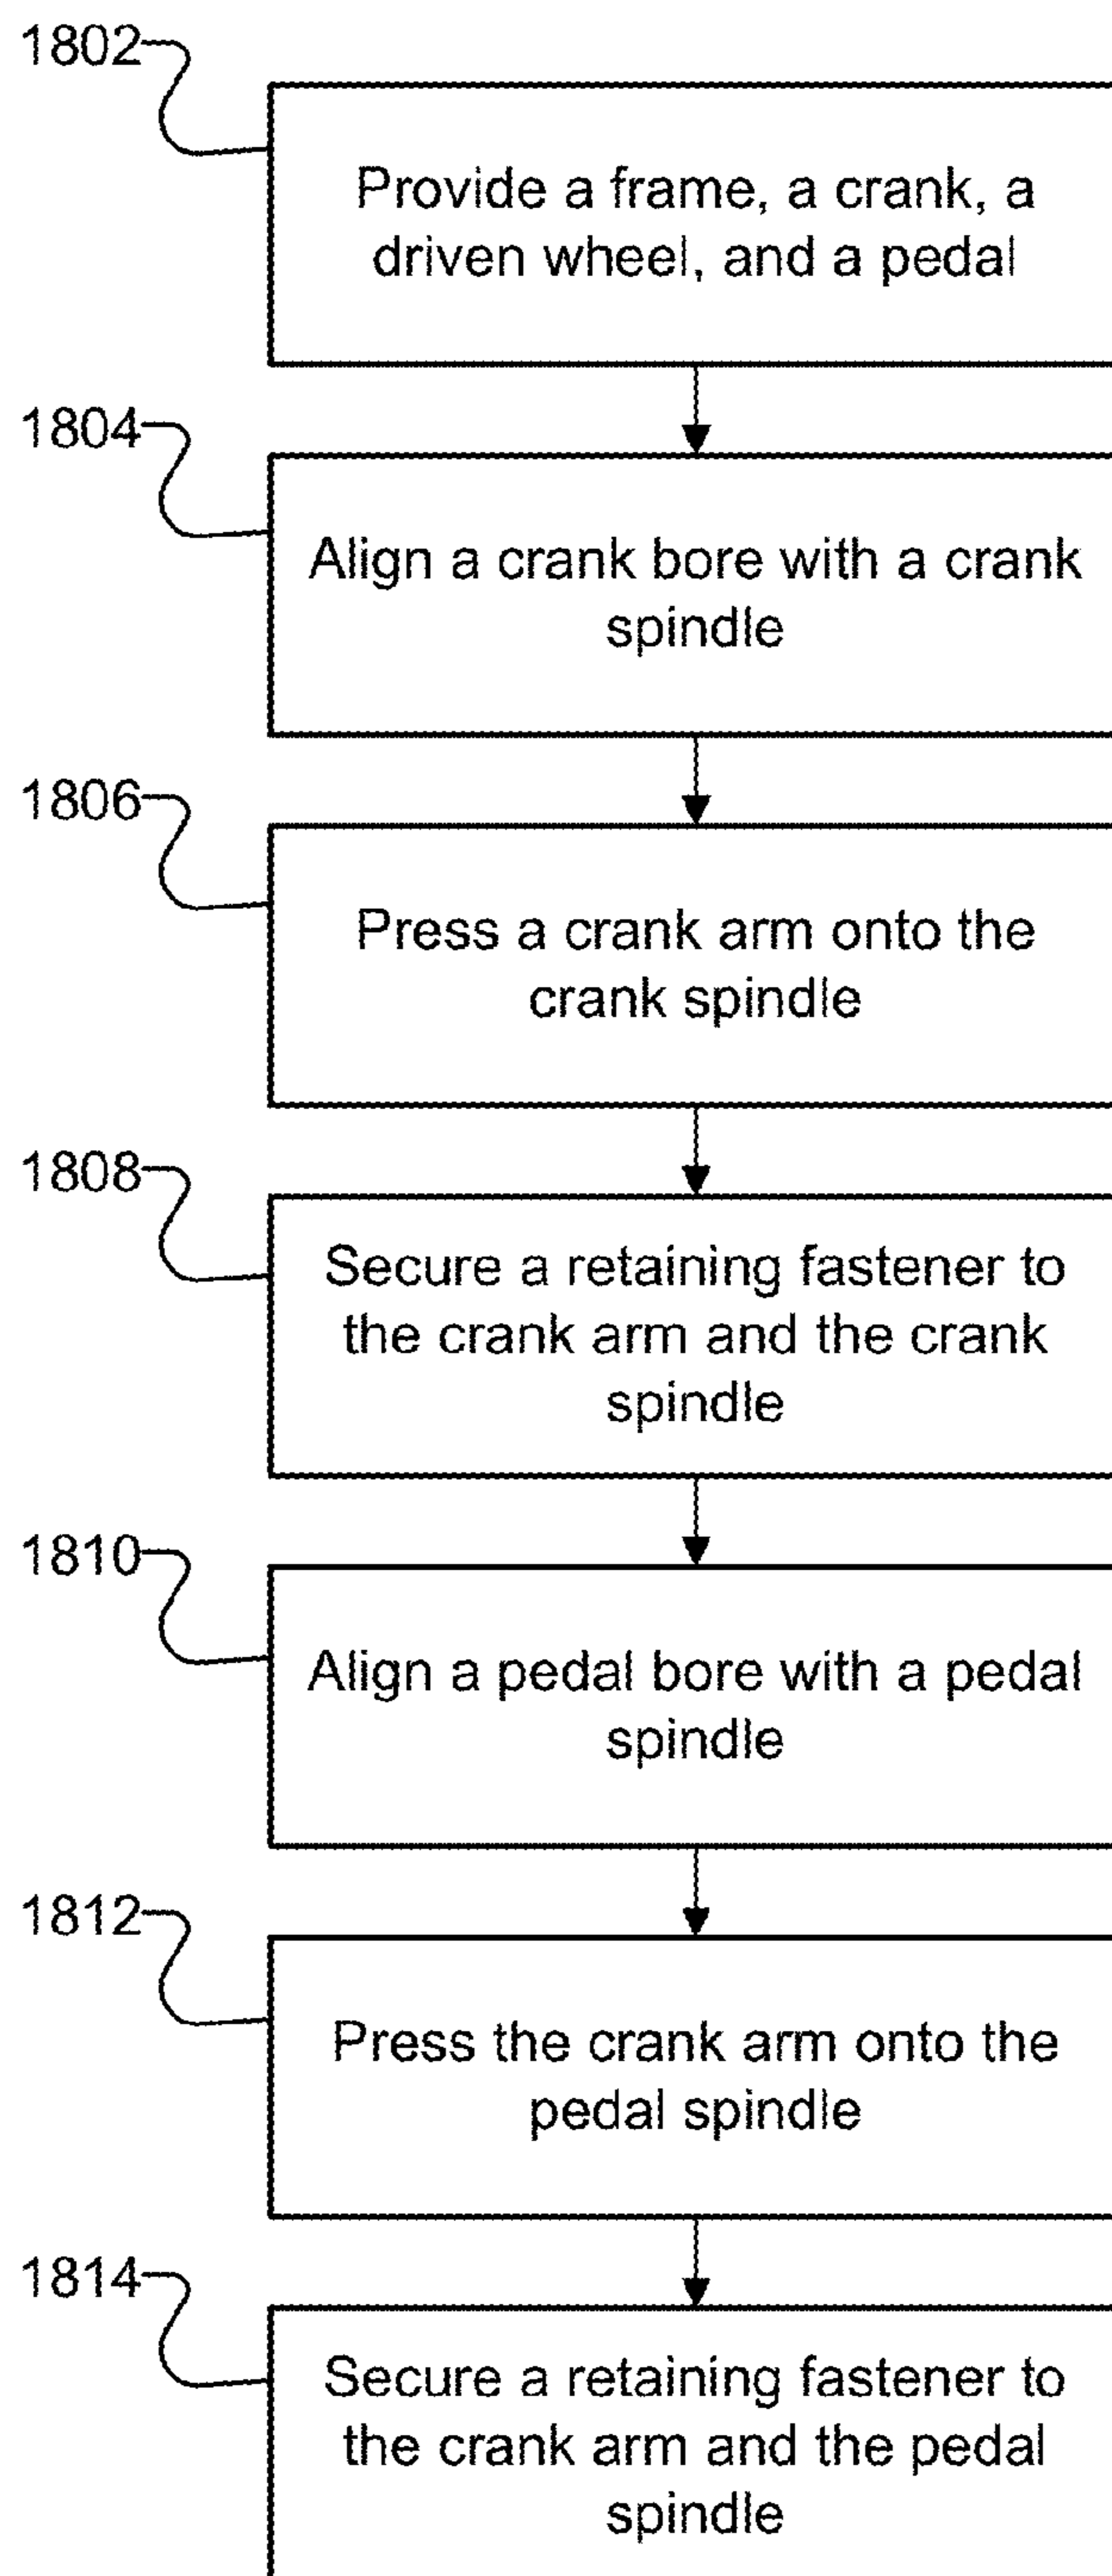 1802
Provide a frame, a crank, a
driven wheel, and a pedal
1804
Align a crank bore with a crank
spindle
1806
Press a crank arm onto the
crank spindle
1808
Secure a retaining fastener to
the crank arm and the crank
spindle
1810
Align a pedal bore with a pedal
spindle
1812
Press the crank arm onto the
pedal spindle
1814
Secure a retaining fastener to
the crank arm and the pedal
spindle